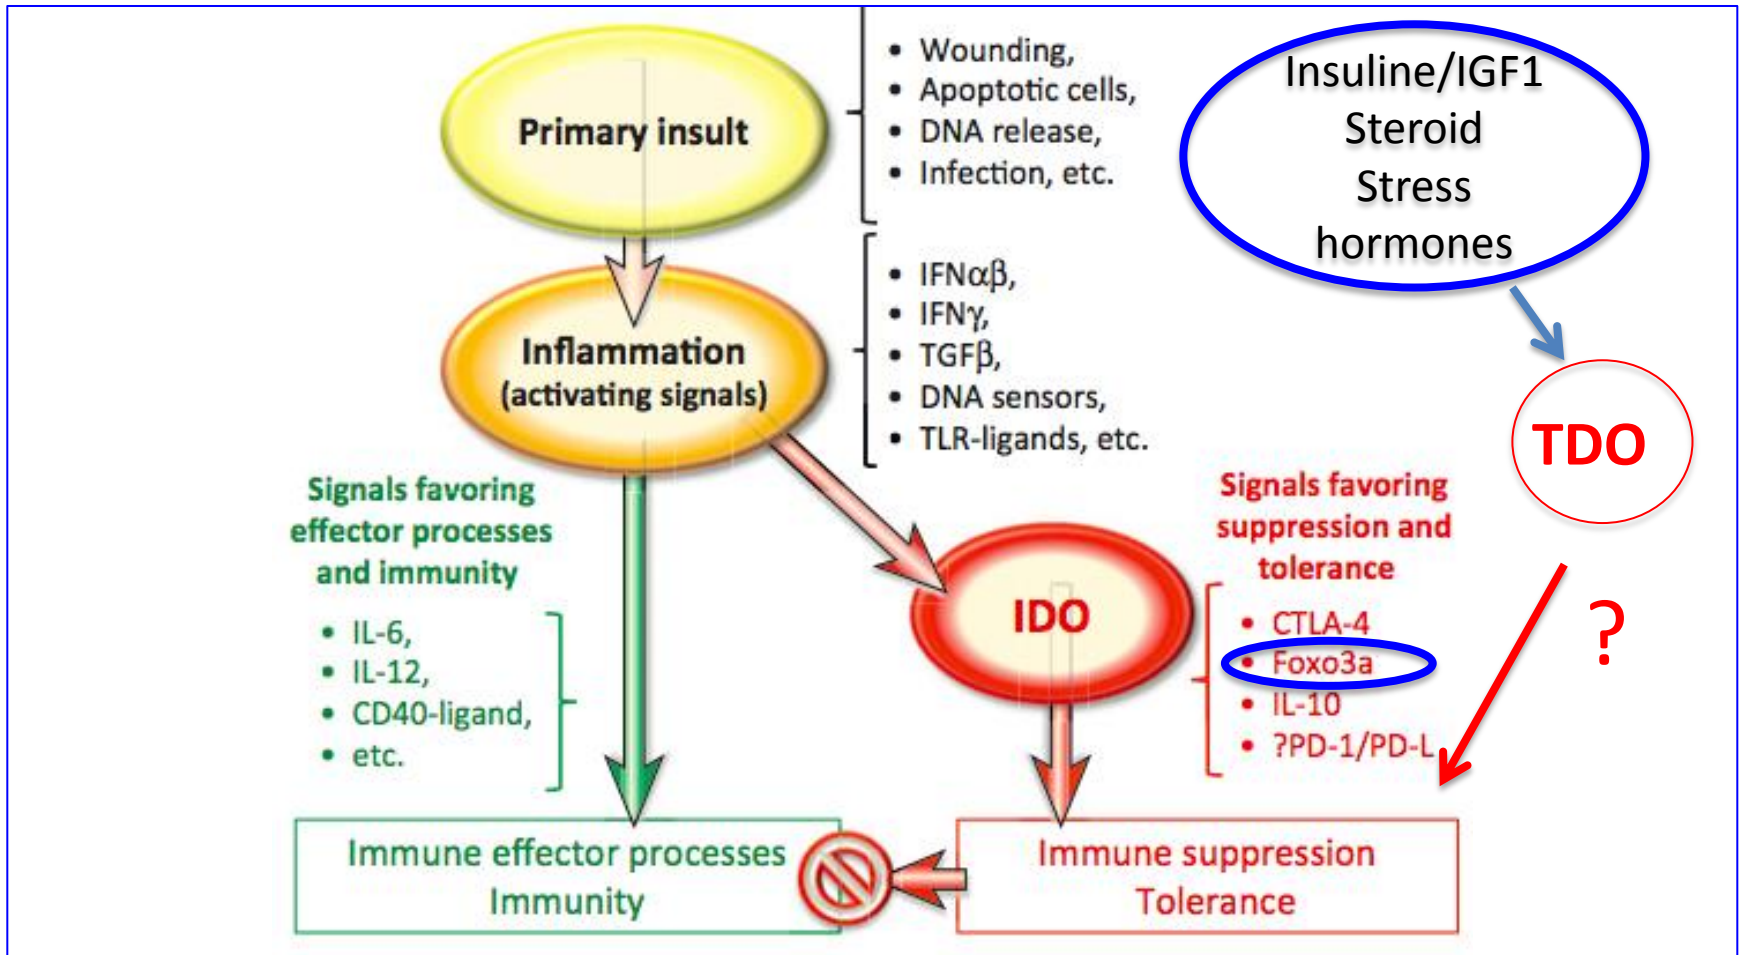 Primary insult
• Wounding,
• Apoptotic cells,
• DNA release,
• Infection, etc.
Insuline/IGF1
Steroid
Stress
hormones
Inflammation
(activating signals)
• IFNαβ,
• IFNγ,
• TGFβ,
• DNA sensors,
• TLR-ligands, etc.
TDO
Signals favoring
effector processes
and immunity
• IL-6,
• IL-12,
• CD40-ligand,
• etc.
IDO
Signals favoring
suppression and
tolerance
• CTLA-4
• Foxo3a
• IL-10
• ?PD-1/PD-L
?
Immune effector processes
Immunity
Immune suppression
Tolerance